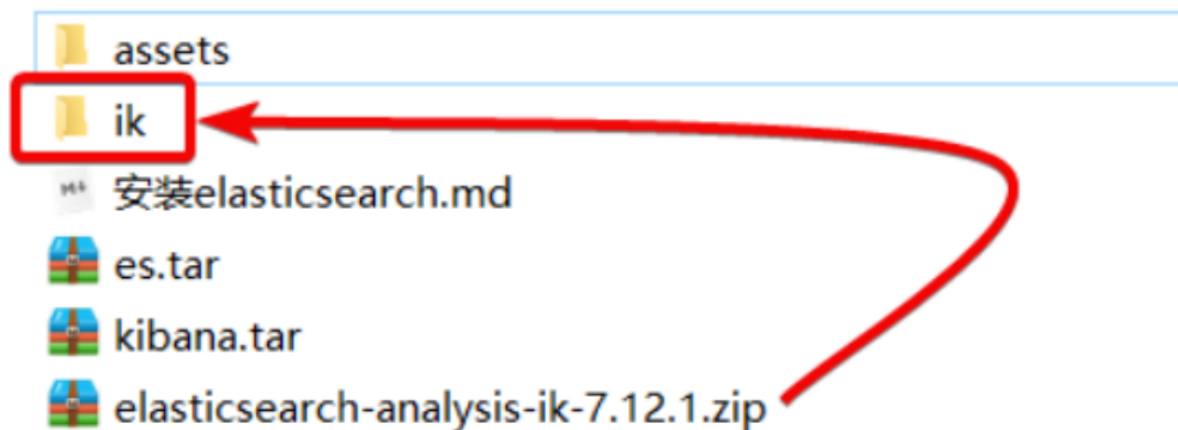 assets
ik
安装elasticsearch.md
es.tar
kibana.tar
elasticsearch-analysis-ik-7.12.1.zip